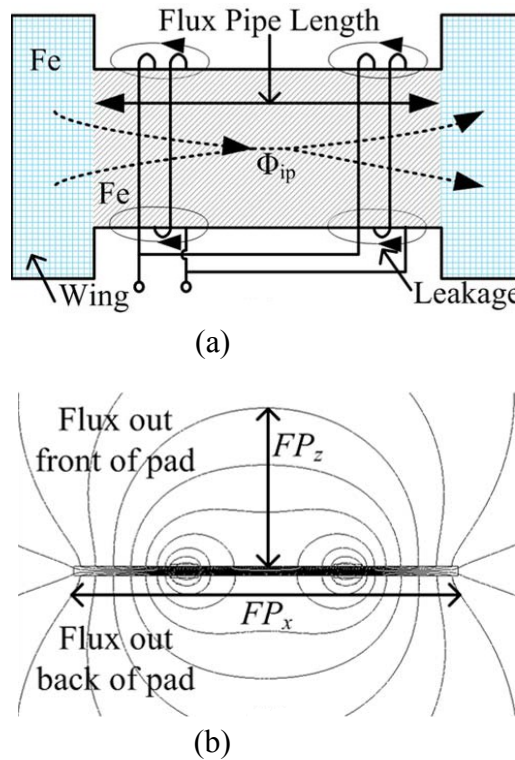 Flux Pipe Length
Fe
Φip
Fe
Wing
Leakage
(a)
Flux out
front of pad
FPz
FPx
Flux out
back of pad
(b)